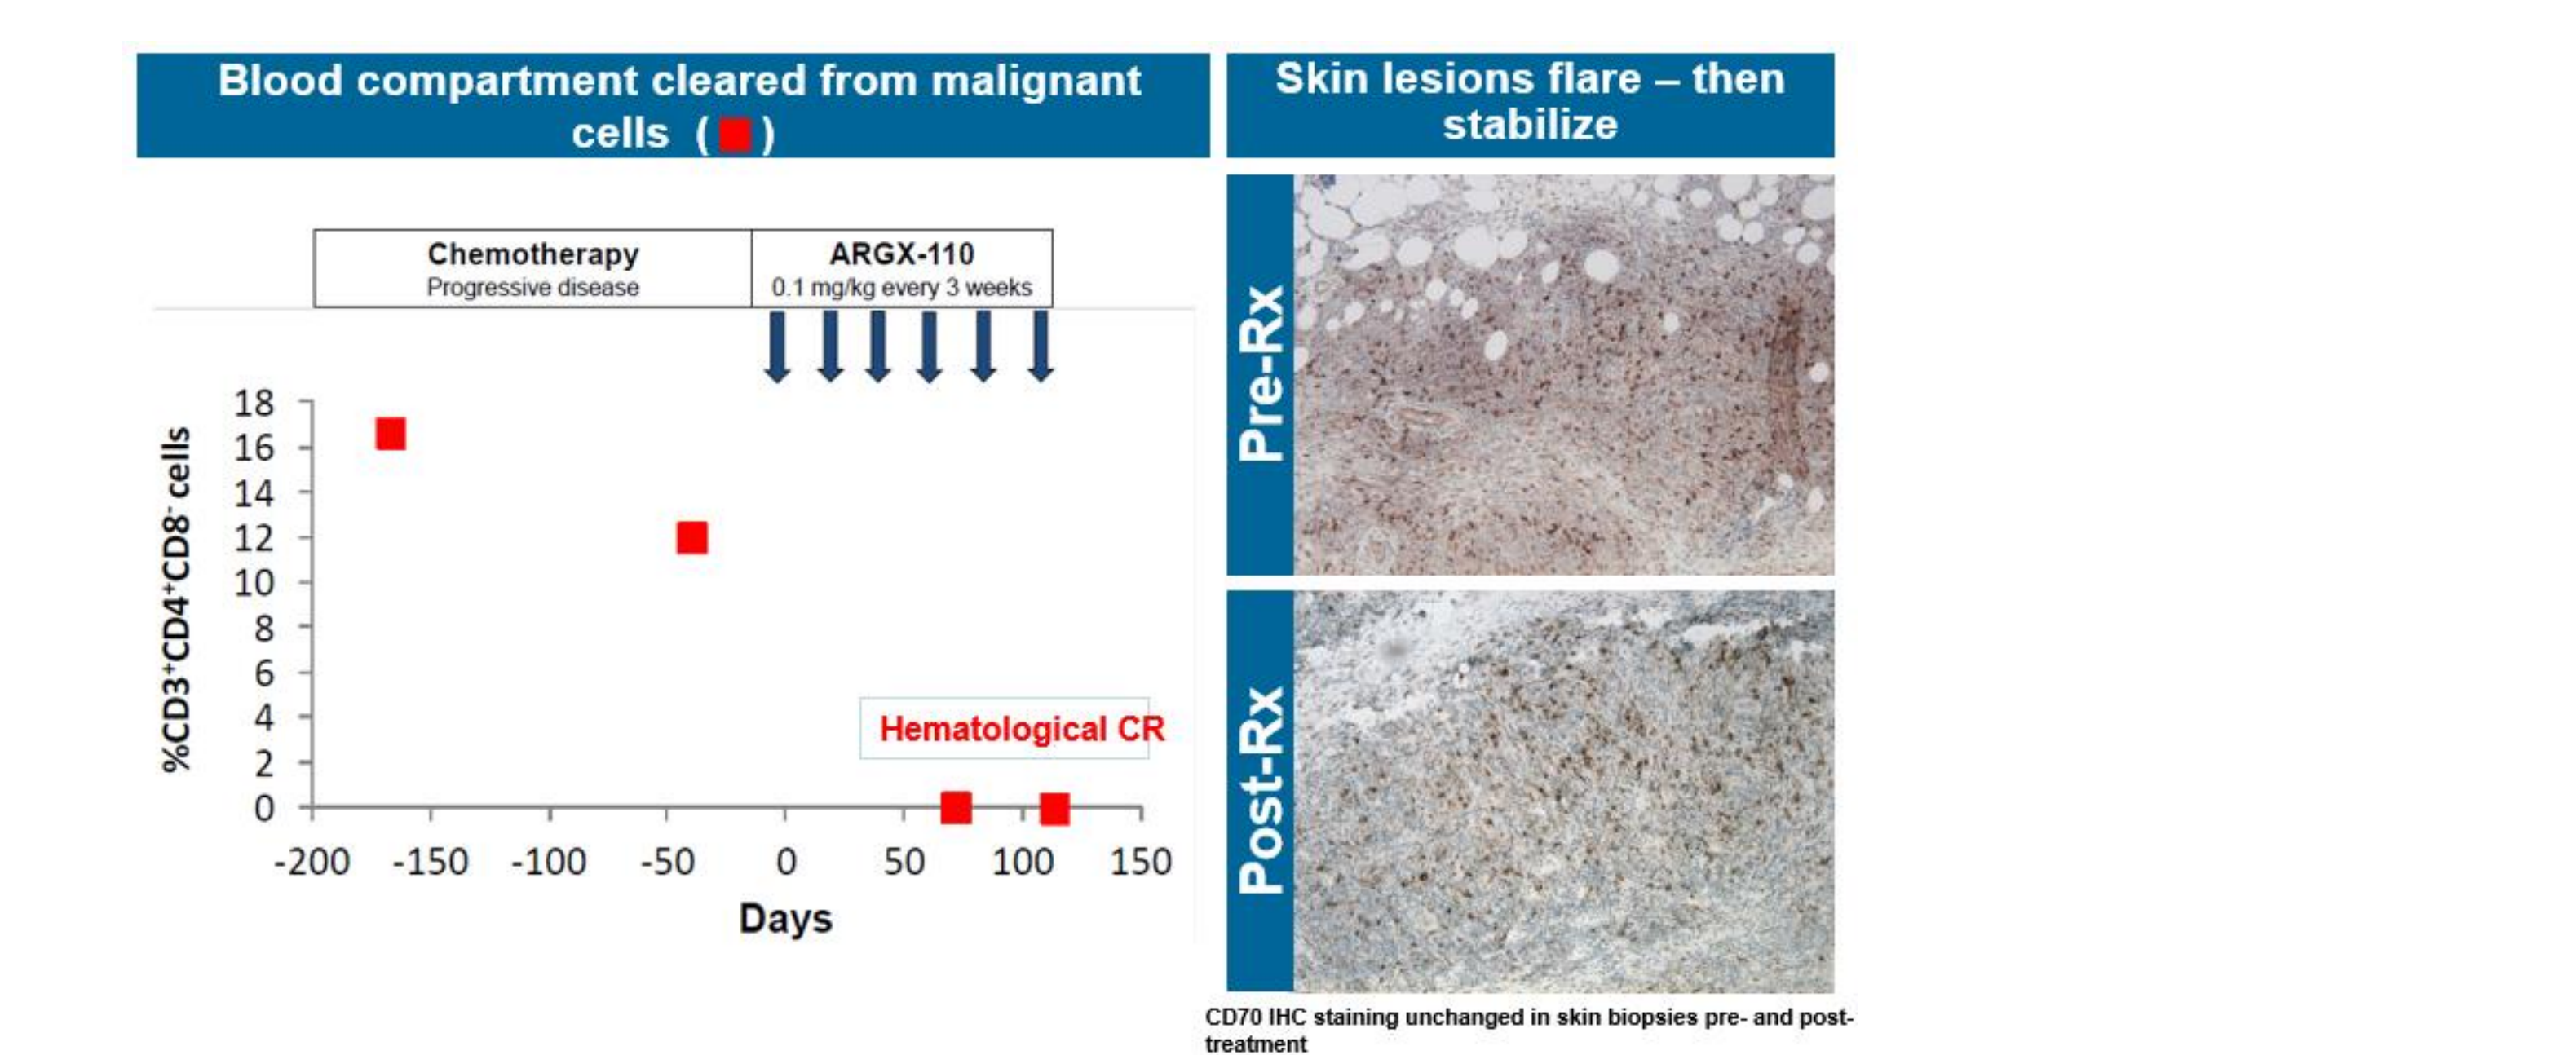 Blood compartment cleared from malignant
cells ( )
Skin lesions flare – then
stabilize
Chemotherapy
Progressive disease
ARGX-110
0.1 mg/kg every 3 weeks
%CD3⁺CD4⁺CD8⁻ cells
18
16
14
12
10
8
6
4
2
0
Hematological CR
-200 -150 -100 -50 0 50 100 150
Days
Pre-Rx
Post-Rx
CD70 IHC staining unchanged in skin biopsies pre- and post-
treatment